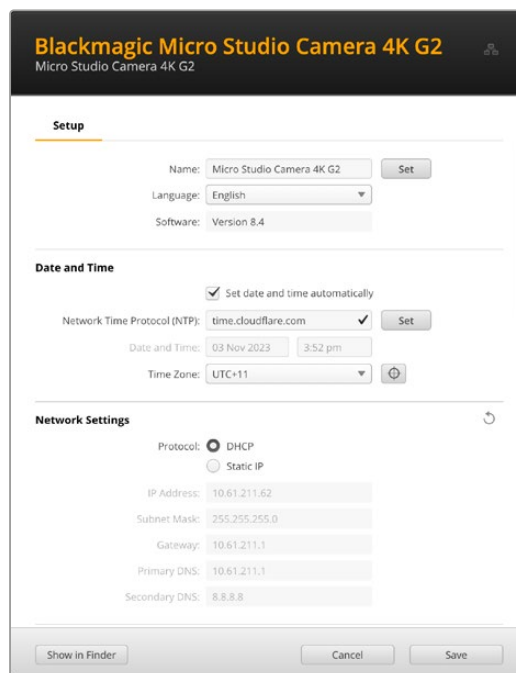 Blackmagic Micro Studio Camera 4K G2
Micro Studio Camera 4K G2
Setup
Name: Micro Studio Camera 4K G2 Set
Language: English
Software: Version 8.4
Date and Time
Set date and time automatically
Network Time Protocol (NTP): time.cloudflare.com Set
Date and Time: 03 Nov 2023 3:52 pm
Time Zone: UTC+11
Network Settings
Protocol: DHCP
Static IP
IP Address: 10.61.211.62
Subnet Mask: 255.255.255.0
Gateway: 10.61.211.1
Primary DNS: 10.61.211.1
Secondary DNS: 8.8.8.8
Show in Finder Cancel Save